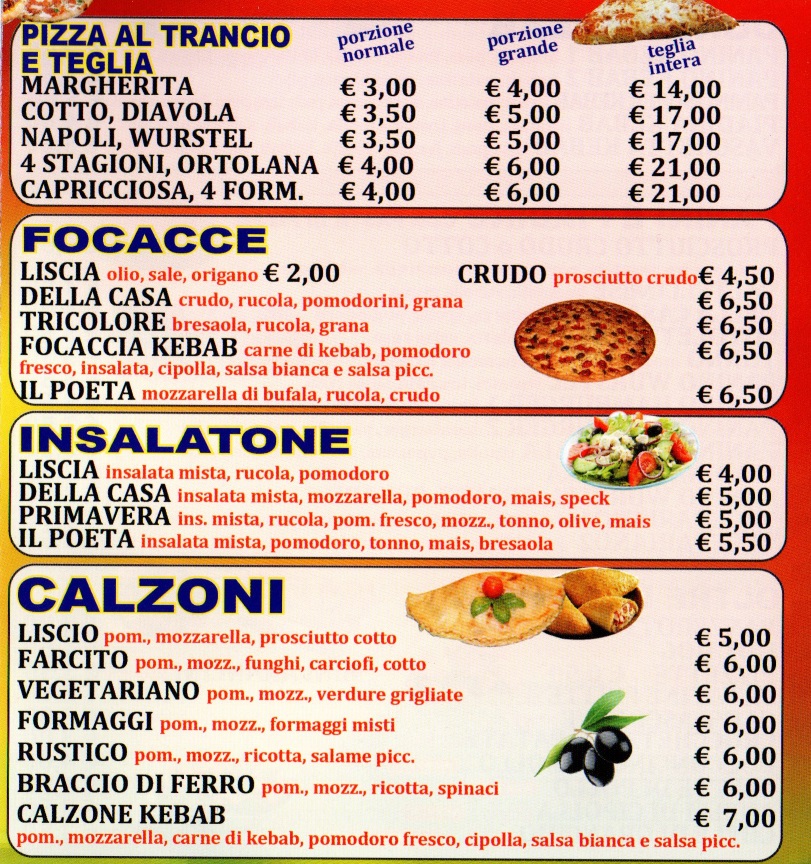 PIZZA AL TRANCIO
E TEGLIA
porzione normale porzione grande teglia intera
MARGHERITA € 3,00 € 4,00 € 14,00
COTTO, DIAVOLA € 3,50 € 5,00 € 17,00
NAPOLI, WURSTEL € 3,50 € 5,00 € 17,00
4 STAGIONI, ORTOLANA € 4,00 € 6,00 € 21,00
CAPRICCIOSA, 4 FORM. € 4,00 € 6,00 € 21,00
FOCACCE
LISCIA olio, sale, origano € 2,00 CRUDO prosciutto crudo € 4,50
DELLA CASA crudo, rucola, pomodorini, grana € 6,50
TRICOLORE bresaola, rucola, grana € 6,50
FOCACCIA KEBAB carne di kebab, pomodoro € 6,50
fresco, insalata, cipolla, salsa bianca e salsa picc.
IL POETA mozzarella di bufala, rucola, crudo € 6,50
INSALATONE
LISCIA insalata mista, rucola, pomodoro € 4,00
DELLA CASA insalata mista, mozzarella, pomodoro, mais, speck € 5,00
PRIMAVERA ins. mista, rucola, pom. fresco, mozz., tonno, olive, mais € 5,00
IL POETA insalata mista, pomodoro, tonno, mais, bresaola € 5,50
CALZONI
LISCIO pom., mozzarella, prosciutto cotto € 5,00
FARCITO pom., mozz., funghi, carciofi, cotto € 6,00
VEGETARIANO pom., mozz., verdure grigliate € 6,00
FORMAGGI pom., mozz., formaggi misti € 6,00
RUSTICO pom., mozz., ricotta, salame picc. € 6,00
BRACCIO DI FERRO pom., mozz., ricotta, spinaci € 6,00
CALZONE KEBAB € 7,00
pom., mozzarella, carne di kebab, pomodoro fresco, cipolla, salsa bianca e salsa picc.